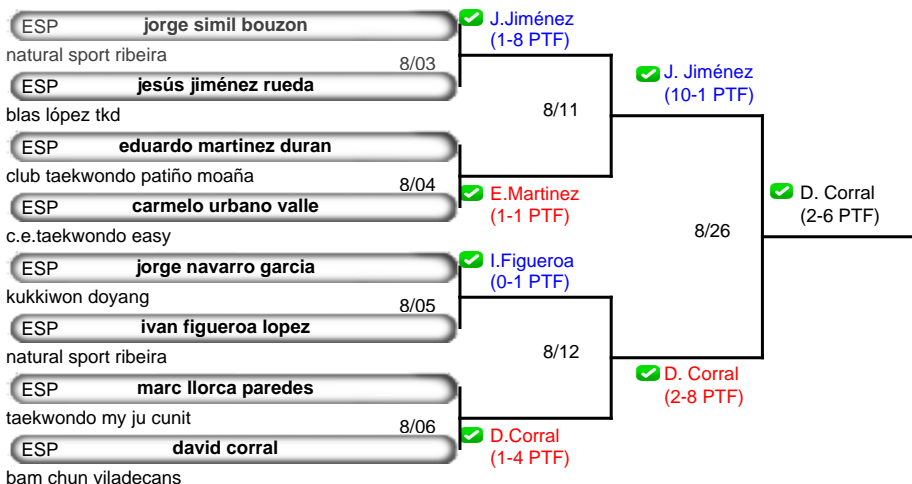 ESP jorge simil bouzon
natural sport ribeira
8/03
ESP jesús jiménez rueda
blas lópez tkd
ESP eduardo martinez duran
club taekwondo patiño moaña
8/04
ESP carmelo urbano valle
c.e.taekwondo easy
ESP jorge navarro garcia
kukkiwon doyang
8/05
ESP ivan figueroa lopez
natural sport ribeira
ESP marc llorca paredes
taekwondo my ju cunit
8/06
ESP david corral
bam chun viladecans
J.Jiménez
(1-8 PTF)
8/11
E.Martinez
(1-1 PTF)
I.Figueroa
(0-1 PTF)
8/12
D.Corral
(1-4 PTF)
J. Jiménez
(10-1 PTF)
8/26
D. Corral
(2-8 PTF)
D. Corral
(2-6 PTF)